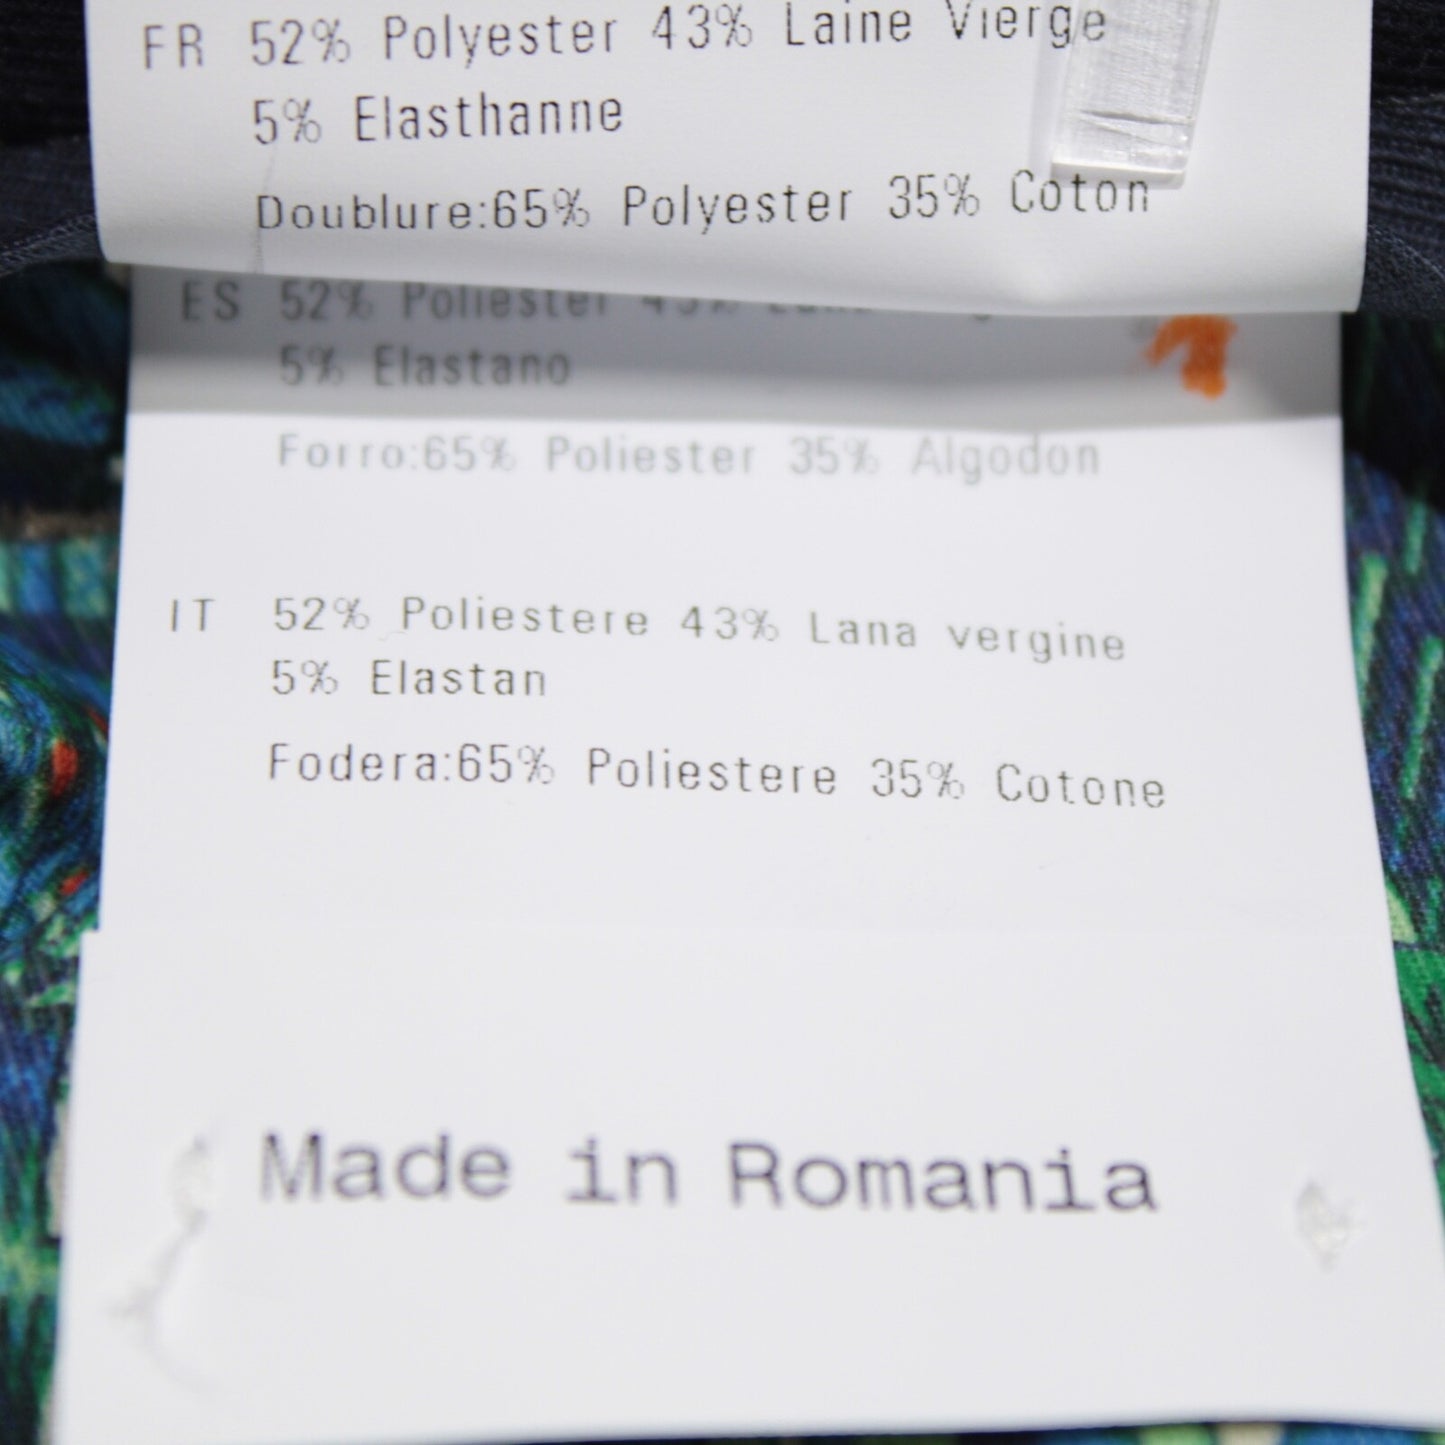 FR 52% Polyester 43% Laine Vierge
5% Elasthanne
Doublure:65% Polyester 35% Coton
ES 52% Poliester 43%
5% Elastano
Forro:65% Poliester 35% Algodon
IT 52% Poliestere 43% Lana vergine
5% Elastan
Fodera:65% Poliestere 35% Cotone
Made in Romania